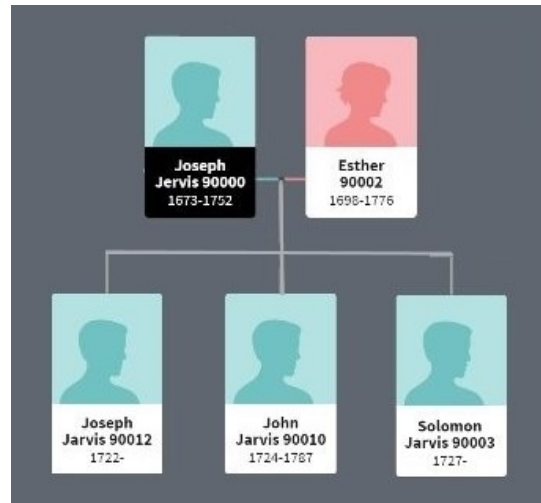 Joseph
Jervis 90000
1673-1752
Esther
90002
1698-1776
Joseph
Jarvis 90012
1722-
John
Jarvis 90010
1724-1787
Solomon
Jarvis 90003
1727-